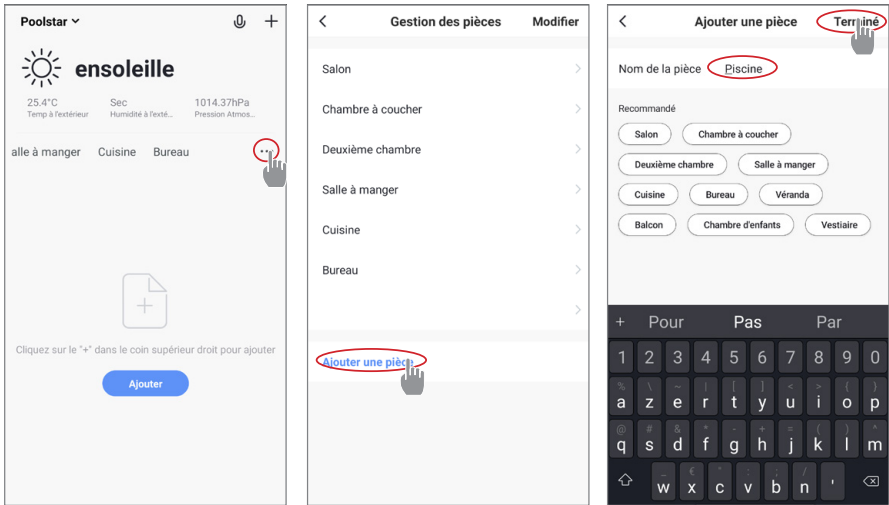 Poolstar
ensoleille
25.4°C Sec 1014.37hPa
Temp à l'extérieur Humidité à l'exté... Pression Atmos...
alle à manger Cuisine Bureau ...
Cliquez sur le "+" dans le coin supérieur droit pour ajouter
Ajouter
Gestion des pièces Modifier
Salon
Chambre à coucher
Deuxième chambre
Salle à manger
Cuisine
Bureau
Ajouter une pièce
Ajouter une pièce Terminé
Nom de la pièce Piscine
Recommandé
Salon Chambre à coucher
Deuxième chambre Salle à manger
Cuisine Bureau Véranda
Balcon Chambre d'enfants Vestiaire
+ Pour Pas Par
1 2 3 4 5 6 7 8 9 0
% \ ~ | [ ] < > { }
a z e r t y u i o p
@ # & * - + = ( ) ^
q s d f g h j k l m
_ € " ' : ; /
w x c v b n '